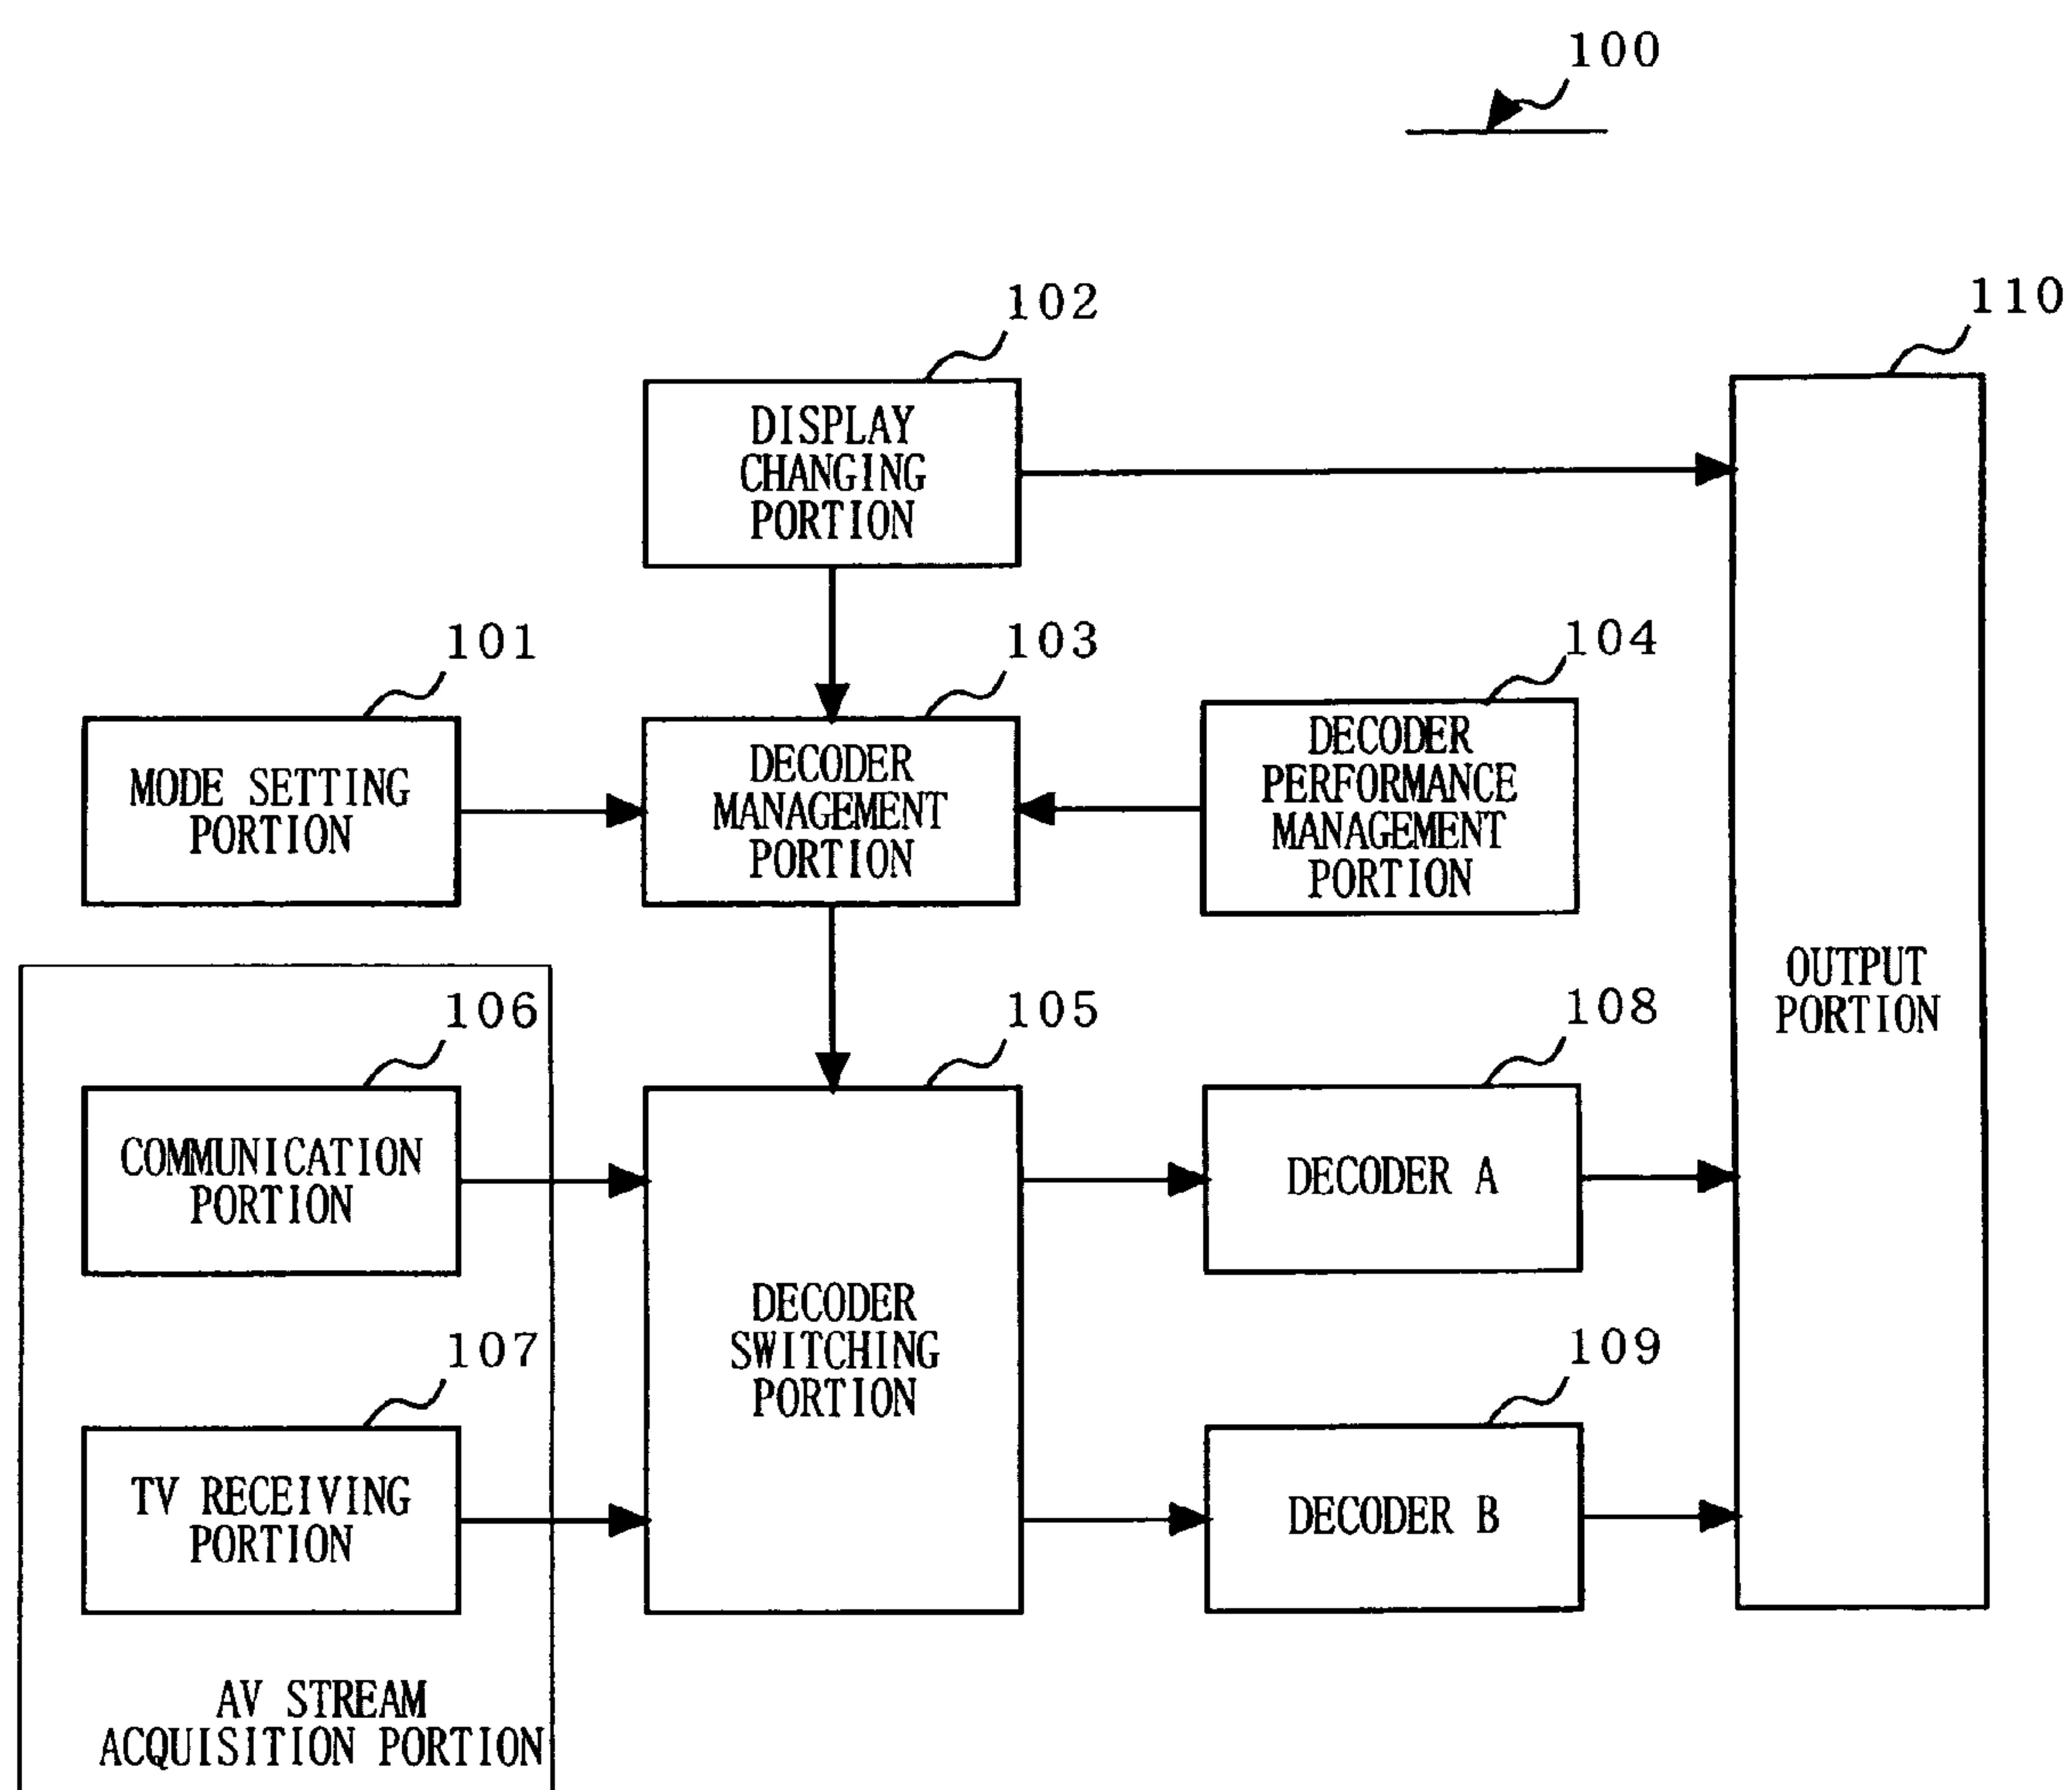 100
102
110
DISPLAY
CHANGING
PORTION
101
103
104
MODE SETTING
PORTION
DECODER
MANAGEMENT
PORTION
DECODER
PERFORMANCE
MANAGEMENT
PORTION
OUTPUT
PORTION
106
105
108
COMMUNICATION
PORTION
DECODER A
DECODER
SWITCHING
PORTION
107
109
TV RECEIVING
PORTION
DECODER B
AV STREAM
ACQUISITION PORTION